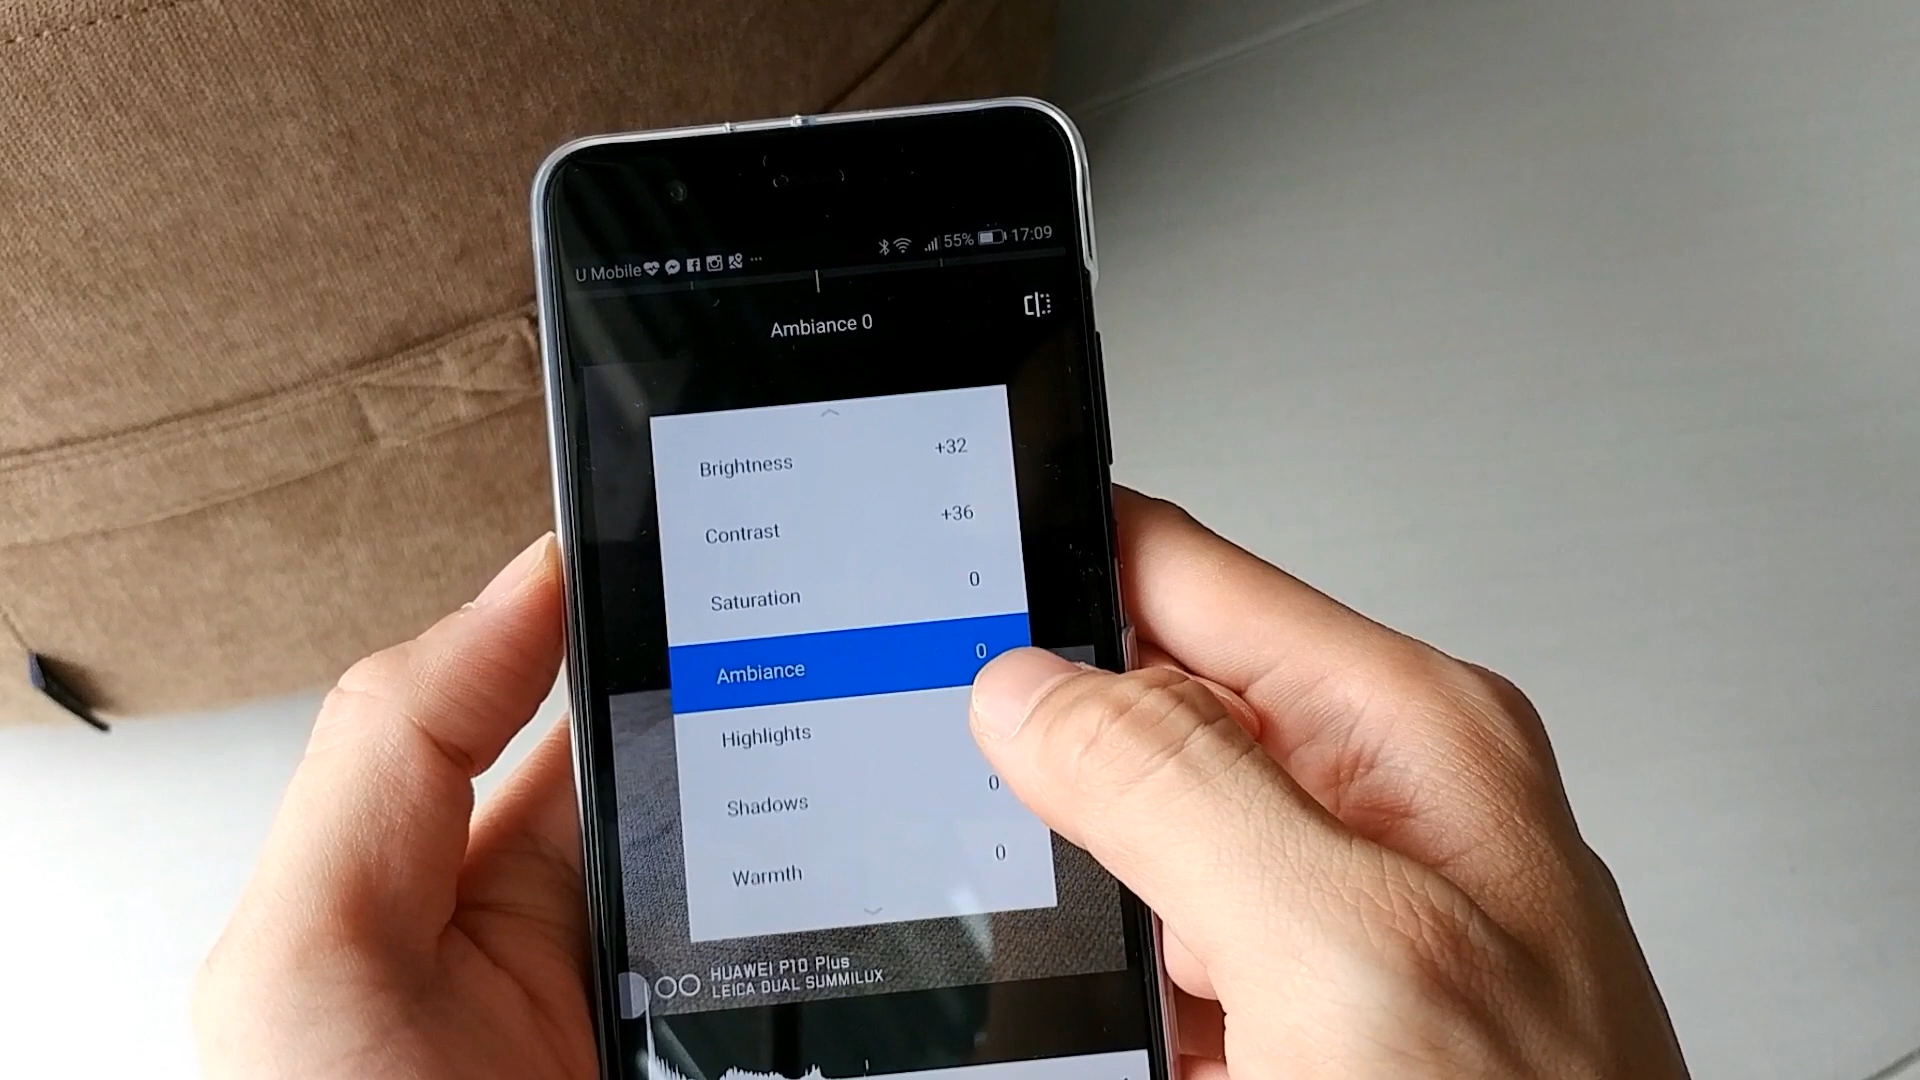 U Mobile 55% 17:09
Ambiance 0
Brightness +32
Contrast +36
Saturation 0
Ambiance 0
Highlights
Shadows 0
Warmth 0
HUAWEI P10 Plus
LEICA DUAL SUMMILUX